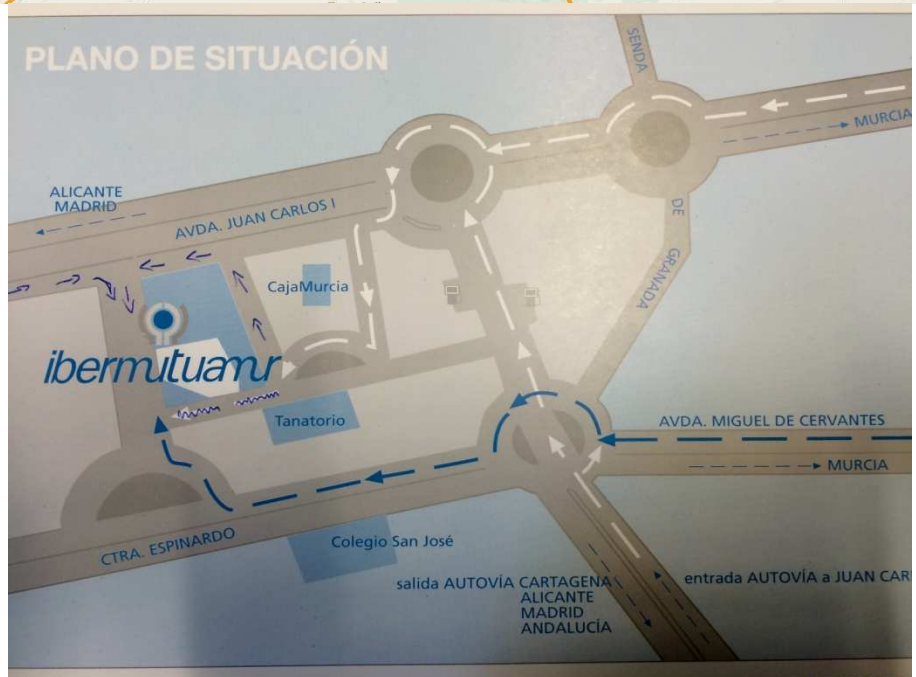 PLANO DE SITUACIÓN
SENDA
MURCIA
ALICANTE
MADRID
AVDA. JUAN CARLOS I
DE
GRANADA
CajaMurcia
ibermutuamur
Tanatorio
AVDA. MIGUEL DE CERVANTES
MURCIA
CTRA. ESPINARDO
Colegio San José
salida AUTOVÍA CARTAGENA
ALICANTE
MADRID
ANDALUCÍA
entrada AUTOVÍA a JUAN CAR